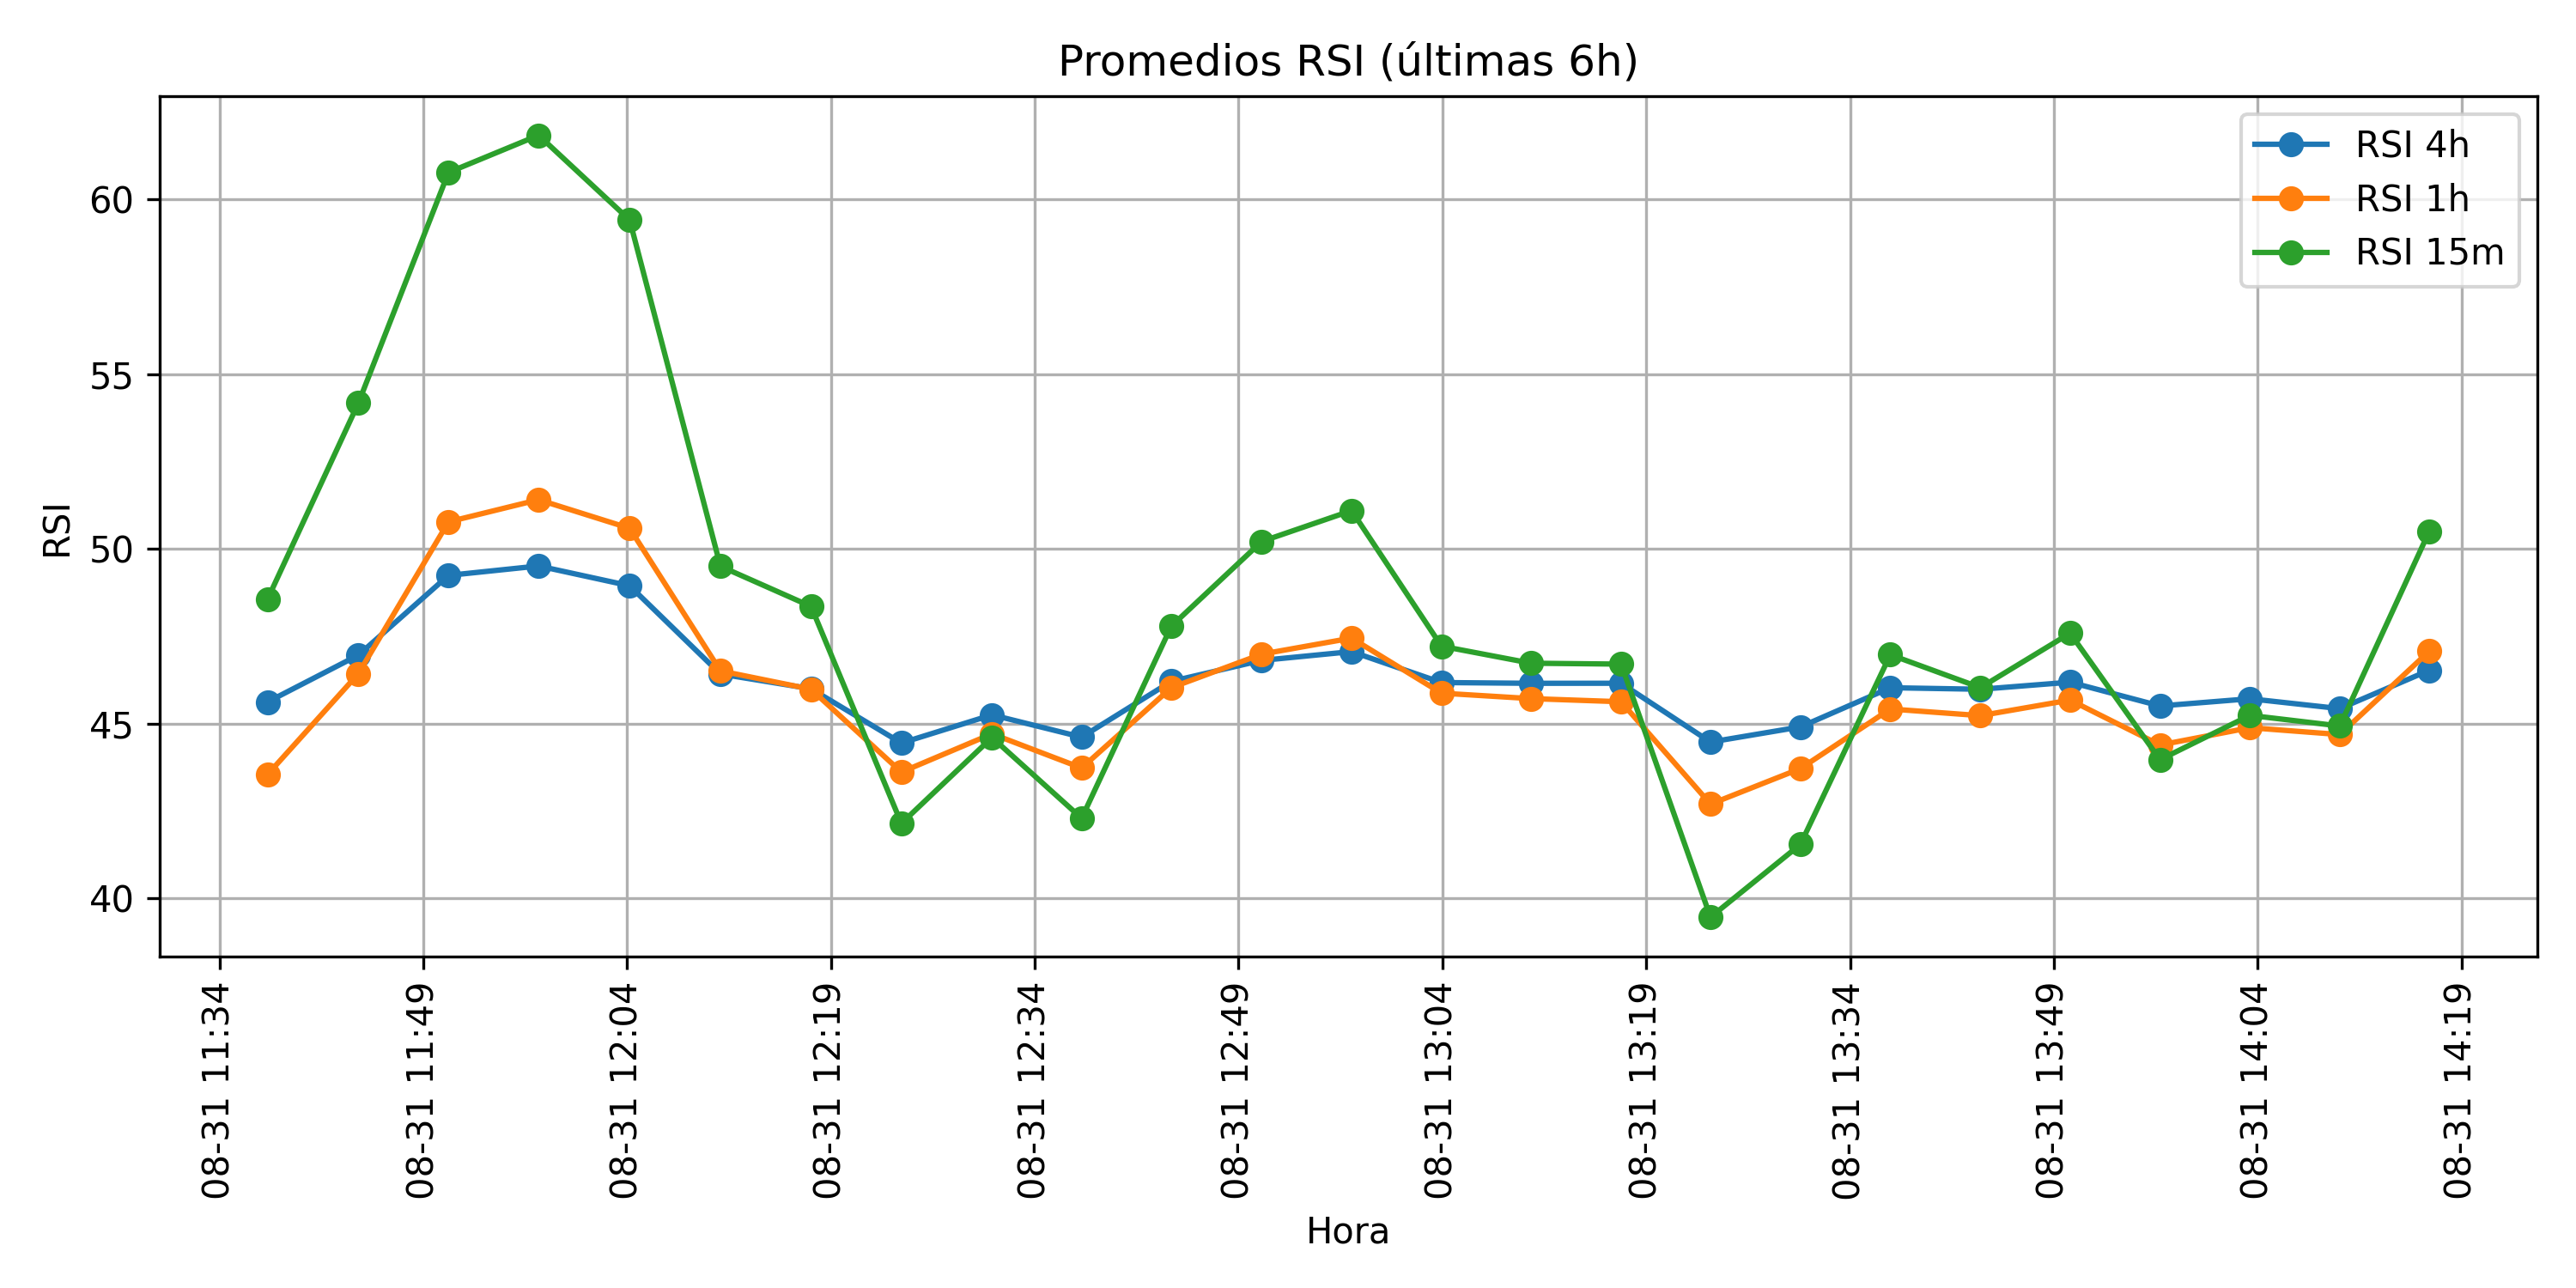 Promedios RSI (últimas 6h)
RSI 4h
RSI 1h
RSI 15m
RSI
60
55
50
45
40
08-31 11:34
08-31 11:49
08-31 12:04
08-31 12:19
08-31 12:34
08-31 12:49
08-31 13:04
08-31 13:19
08-31 13:34
08-31 13:49
08-31 14:04
08-31 14:19
Hora